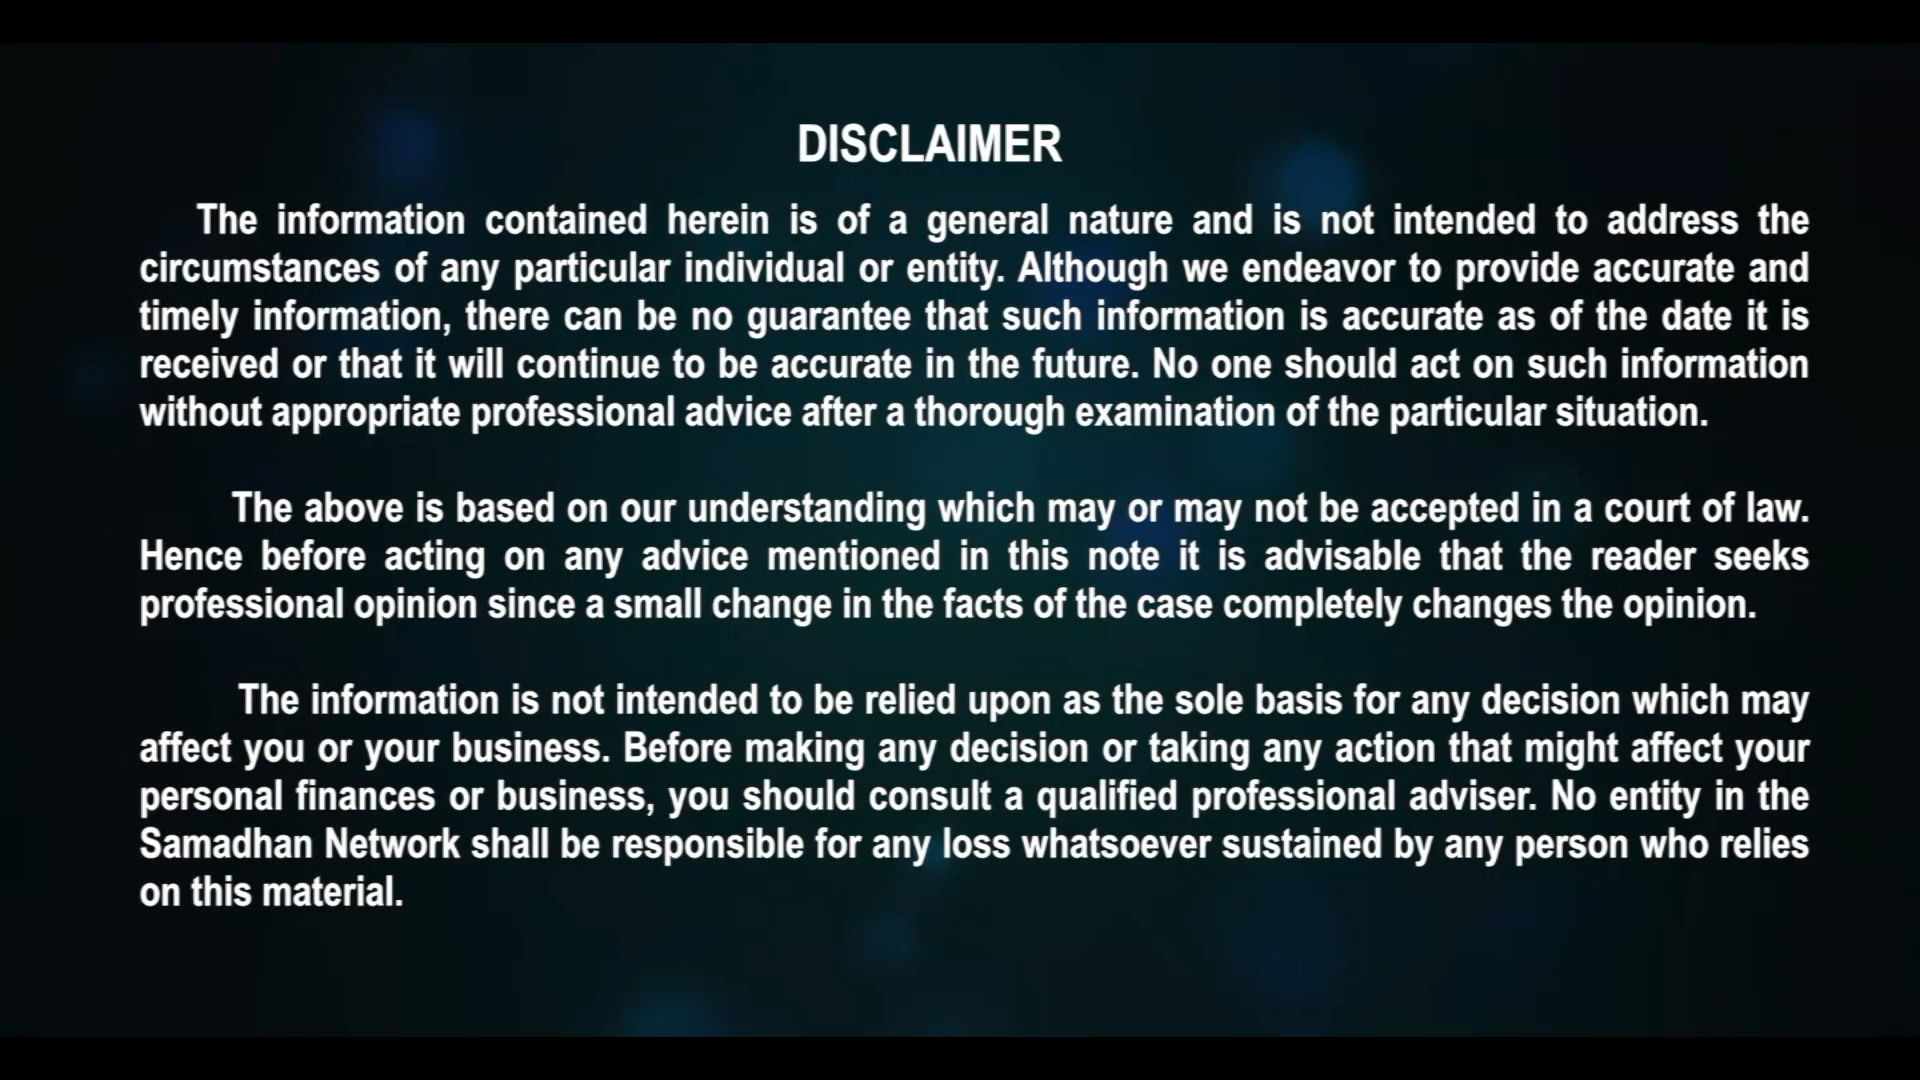 DISCLAIMER
The information contained herein is of a general nature and is not intended to address the
circumstances of any particular individual or entity. Although we endeavor to provide accurate and
timely information, there can be no guarantee that such information is accurate as of the date it is
received or that it will continue to be accurate in the future. No one should act on such information
without appropriate professional advice after a thorough examination of the particular situation.
The above is based on our understanding which may or may not be accepted in a court of law.
Hence before acting on any advice mentioned in this note it is advisable that the reader seeks
professional opinion since a small change in the facts of the case completely changes the opinion.
The information is not intended to be relied upon as the sole basis for any decision which may
affect you or your business. Before making any decision or taking any action that might affect your
personal finances or business, you should consult a qualified professional adviser. No entity in the
Samadhan Network shall be responsible for any loss whatsoever sustained by any person who relies
on this material.